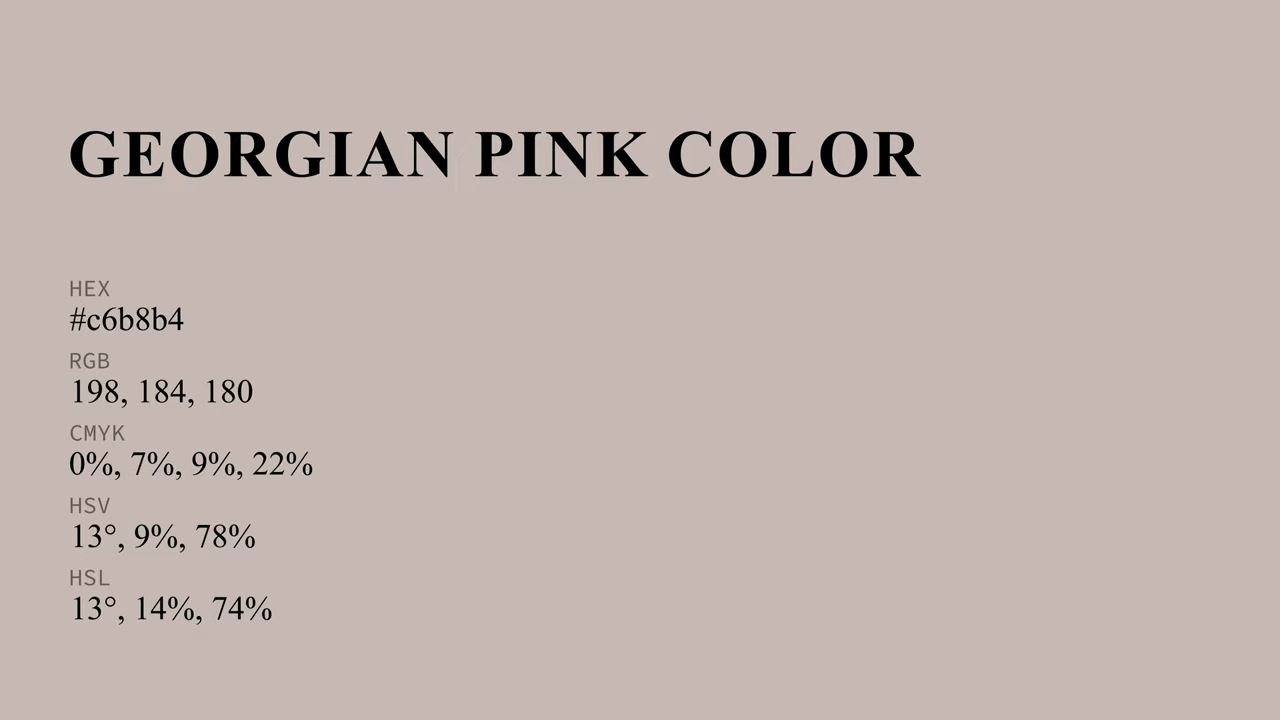 GEORGIAN PINK COLOR
HEX
#c6b8b4
RGB
198, 184, 180
CMYK
0%, 7%, 9%, 22%
HSV
13°, 9%, 78%
HSL
13°, 14%, 74%